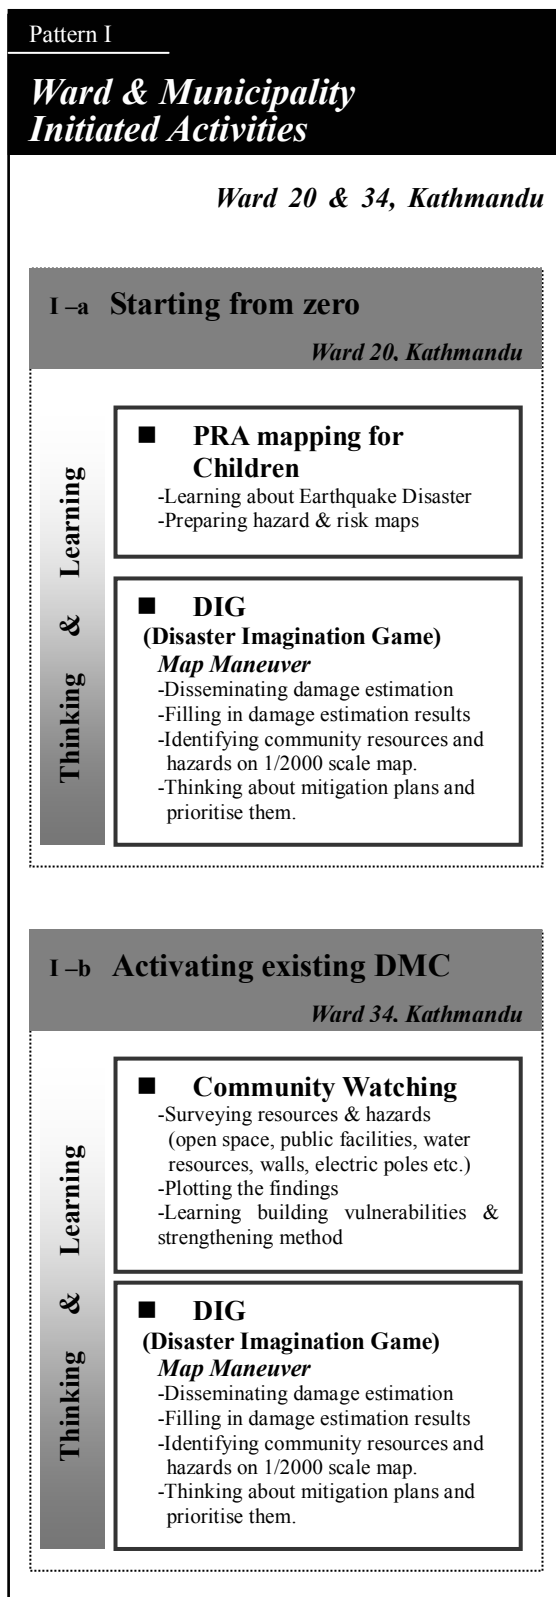 Pattern I
Ward & Municipality
Initiated Activities
Ward 20 & 34, Kathmandu
I –a Starting from zero
Ward 20, Kathmandu
Thinking & Learning
■ PRA mapping for
Children
-Learning about Earthquake Disaster
-Preparing hazard & risk maps
■ DIG
(Disaster Imagination Game)
Map Maneuver
-Disseminating damage estimation
-Filling in damage estimation results
-Identifying community resources and
hazards on 1/2000 scale map.
-Thinking about mitigation plans and
prioritise them.
I –b Activating existing DMC
Ward 34, Kathmandu
Thinking & Learning
■ Community Watching
-Surveying resources & hazards
(open space, public facilities, water
resources, walls, electric poles etc.)
-Plotting the findings
-Learning building vulnerabilities &
strengthening method
■ DIG
(Disaster Imagination Game)
Map Maneuver
-Disseminating damage estimation
-Filling in damage estimation results
-Identifying community resources and
hazards on 1/2000 scale map.
-Thinking about mitigation plans and
prioritise them.